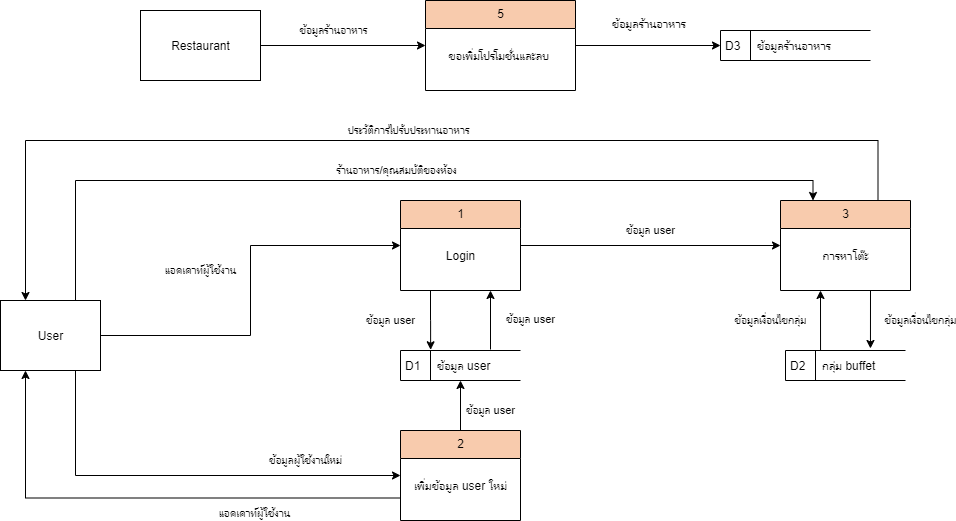 5
ข้อมูลร้านอาหาร
ข้อมูลร้านอาหาร
Restaurant
D3 ข้อมูลร้านอาหาร
ขอเพิ่มโปรโมชั่นและลบ
ประวัติการไปรับประทานอาหาร
ร้านอาหาร/คุณสมบัติของห้อง
1
3
ข้อมูล user
Login
การหาโต๊ะ
แอคเคาท์ผู้ใช้งาน
ข้อมูล user
ข้อมูล user
ข้อมูลเงื่อนไขกลุ่ม
ข้อมูลเงื่อนไขกลุ่ม
User
D1 ข้อมูล user
D2 กลุ่ม buffet
ข้อมูล user
2
ข้อมูลผู้ใช้งานใหม่
เพิ่มข้อมูล user ใหม่
แอคเคาท์ผู้ใช้งาน